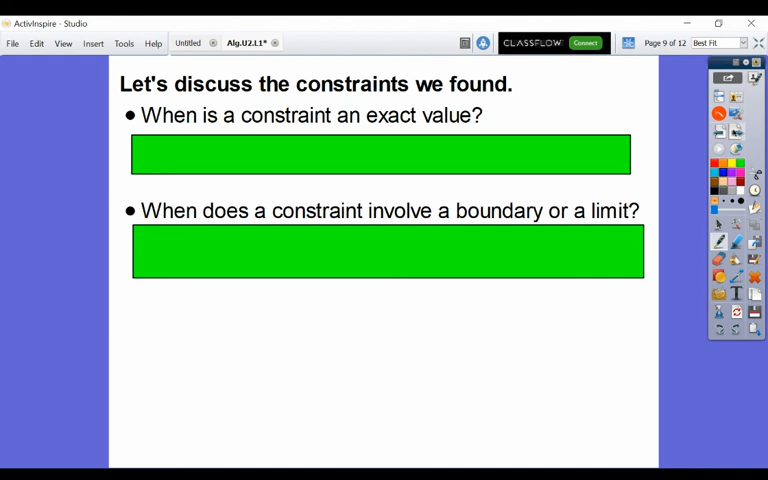 ActivInspire - Studio
File Edit View Insert Tools Help
Untitled
Alg.U2.L1*
CLASSFLOW
Connect
Page 9 of 12
Best Fit
Let's discuss the constraints we found.
● When is a constraint an exact value?
● When does a constraint involve a boundary or a limit?
T